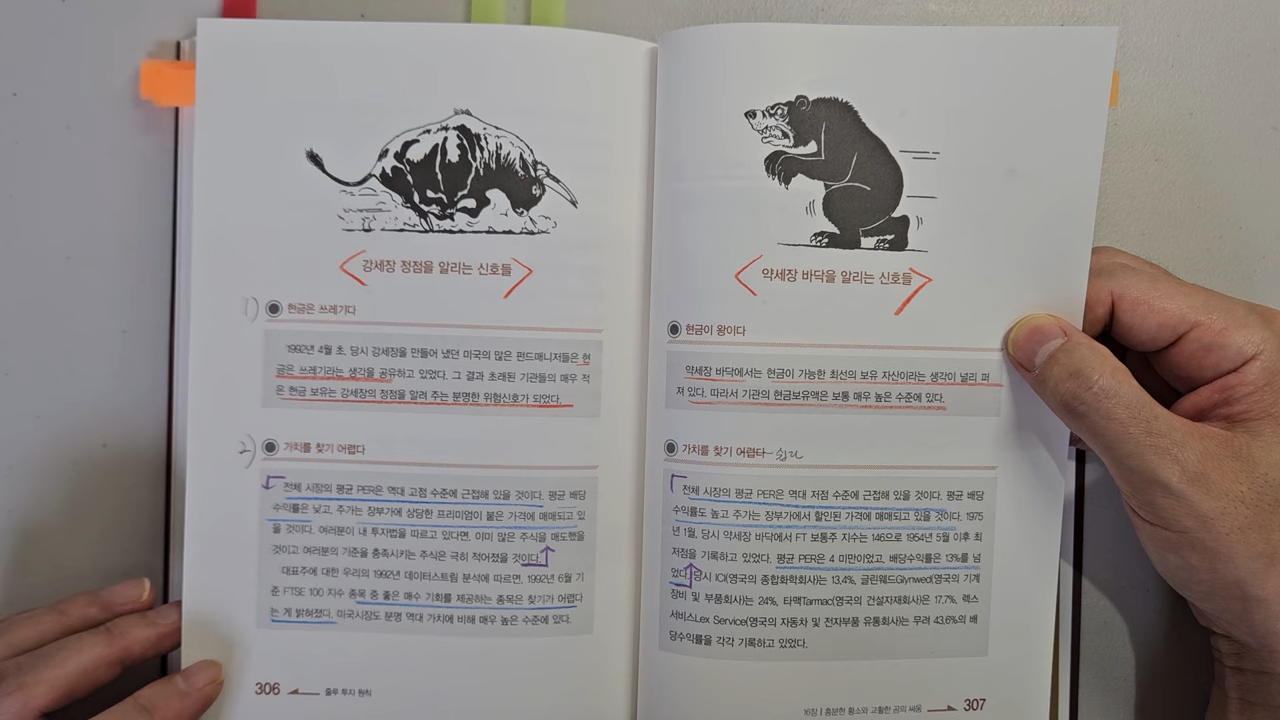 강세장 정점을 알리는 신호들
1) 현금은 쓰레기다
1992년 4월 초, 당시 강세장을 만들어 냈던 미국의 많은 펀드매니저들은 현
금은 쓰레기라는 생각을 공유하고 있었다. 그 결과 초래된 기관들의 매우 적
은 현금 보유는 강세장의 정점을 알려 주는 분명한 위험신호가 되었다.
2) 가치를 찾기 어렵다
전체 시장의 평균 PER은 역대 고점 수준에 근접해 있을 것이다. 평균 배당
수익률은 낮고, 주가는 장부가에 상당한 프리미엄이 붙은 가격에 매매되고 있
을 것이다. 여러분이 내 투자법을 따르고 있다면, 이미 많은 주식을 매도했을
것이고 여러분의 기준을 충족시키는 주식은 극히 적어졌을 것이다.
대표주에 대한 우리의 1992년 데이터스트림 분석에 따르면, 1992년 6월 기
준 FTSE 100 지수 종목 중 좋은 매수 기회를 제공하는 종목은 찾기가 어렵다
는 게 밝혀졌다. 미국시장도 분명 역대 가치에 비해 매우 높은 수준에 있다.
306 줄루 투자 원칙
약세장 바닥을 알리는 신호들
현금이 왕이다
약세장 바닥에서는 현금이 가능한 최선의 보유 자산이라는 생각이 널리 퍼
져 있다. 따라서 기관의 현금보유액은 보통 매우 높은 수준에 있다.
가치를 찾기 어렵다 쉽다
전체 시장의 평균 PER은 역대 저점 수준에 근접해 있을 것이다. 평균 배당
수익률도 높고 주가는 장부가에서 할인된 가격에 매매되고 있을 것이다. 1975
년 1월, 당시 약세장 바닥에서 FT 보통주 지수는 146으로 1954년 5월 이후 최
저점을 기록하고 있었다. 평균 PER은 4 미만이었고, 배당수익률은 13%를 넘
었다. 당시 ICI(영국의 종합화학회사)는 13.4%, 글린웨드Glynwed(영국의 기계
장비 및 부품회사)는 24%, 타맥Tarmac(영국의 건설자재회사)은 17.7%, 렉스
서비스Lex Service(영국의 자동차 및 전자부품 유통회사)는 무려 43.6%의 배
당수익률을 각각 기록하고 있었다.
16장 | 흥분한 황소와 교활한 곰의 싸움 307